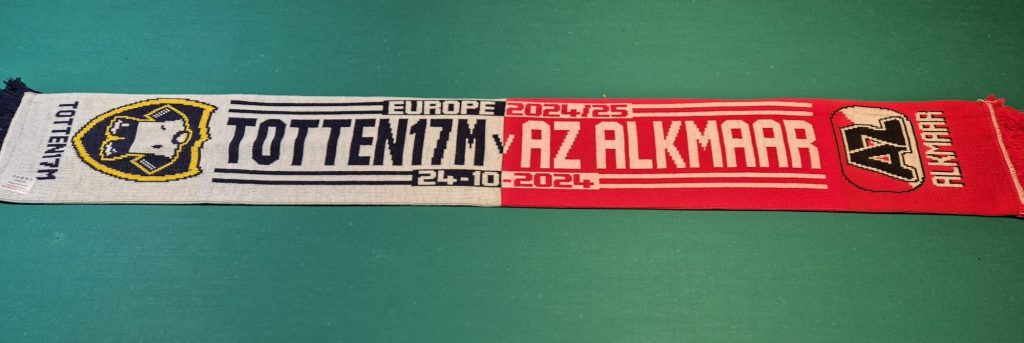 TOTTEN17M
EUROPE 2024/25
TOTTEN17M v AZ ALKMAAR
24-10-2024
AZ
ALKMAAR